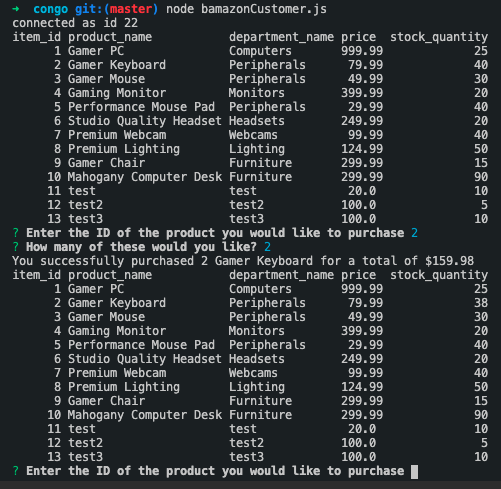 ➜  congo git:(master) node bamazonCustomer.js
connected as id 22
item_id product_name           department_name price  stock_quantity
      1 Gamer PC               Computers       999.99             25
      2 Gamer Keyboard         Peripherals      79.99             40
      3 Gamer Mouse            Peripherals      49.99             30
      4 Gaming Monitor         Monitors        399.99             20
      5 Performance Mouse Pad  Peripherals      29.99             40
      6 Studio Quality Headset Headsets        249.99             20
      7 Premium Webcam         Webcams          99.99             40
      8 Premium Lighting       Lighting        124.99             50
      9 Gamer Chair            Furniture       299.99             15
     10 Mahogany Computer Desk Furniture       299.99             90
     11 test                   test             20.0              10
     12 test2                  test2           100.0               5
     13 test3                  test3           100.0              10
? Enter the ID of the product you would like to purchase 2
? How many of these would you like? 2
You successfully purchased 2 Gamer Keyboard for a total of $159.98
item_id product_name           department_name price  stock_quantity
      1 Gamer PC               Computers       999.99             25
      2 Gamer Keyboard         Peripherals      79.99             38
      3 Gamer Mouse            Peripherals      49.99             30
      4 Gaming Monitor         Monitors        399.99             20
      5 Performance Mouse Pad  Peripherals      29.99             40
      6 Studio Quality Headset Headsets        249.99             20
      7 Premium Webcam         Webcams          99.99             40
      8 Premium Lighting       Lighting        124.99             50
      9 Gamer Chair            Furniture       299.99             15
     10 Mahogany Computer Desk Furniture       299.99             90
     11 test                   test             20.0              10
     12 test2                  test2           100.0               5
     13 test3                  test3           100.0              10
? Enter the ID of the product you would like to purchase